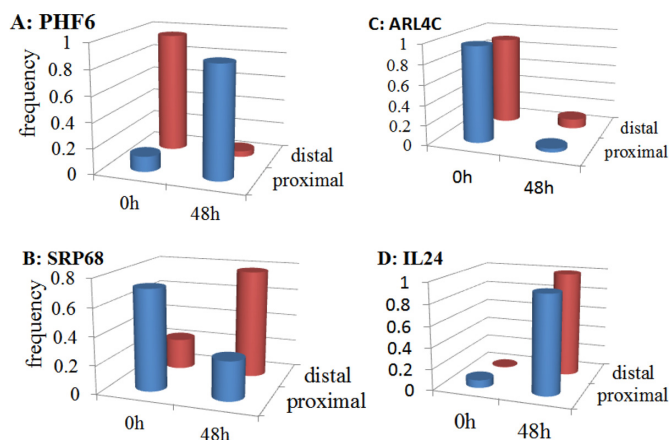 A: PHF6
frequency
1
0.8
0.6
0.4
0.2
0
0h
48h
distal
proximal
C: ARL4C
1
0.8
0.6
0.4
0.2
0
0h
48h
distal
proximal
B: SRP68
frequency
0.8
0.6
0.4
0.2
0
0h
48h
distal
proximal
D: IL24
1
0.8
0.6
0.4
0.2
0
0h
48h
distal
proximal